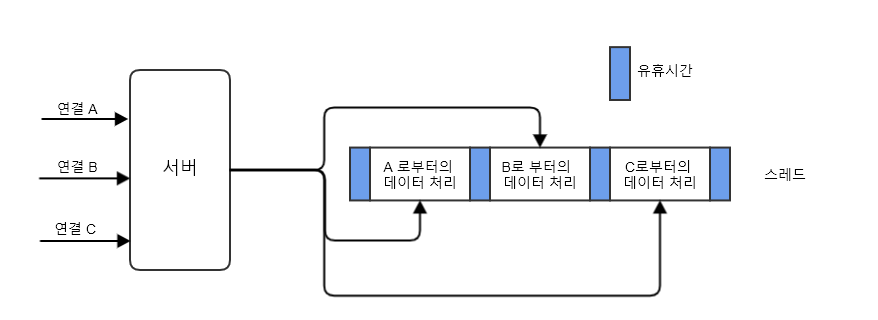 유휴시간
연결 A
연결 B
연결 C
서버
A 로부터의
데이터 처리
B로 부터의
데이터 처리
C로부터의
데이터 처리
스레드